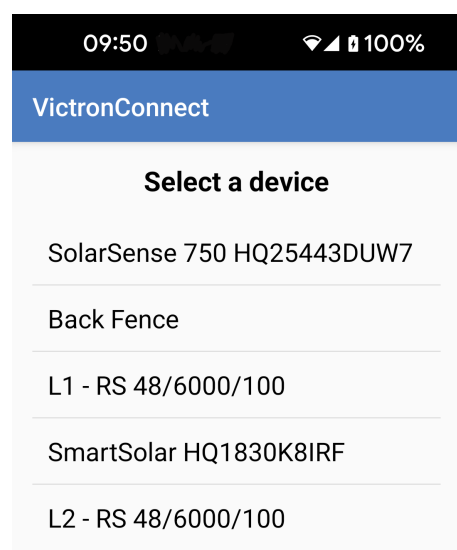 09:50 100%
VictronConnect
Select a device
SolarSense 750 HQ25443DUW7
Back Fence
L1 - RS 48/6000/100
SmartSolar HQ1830K8IRF
L2 - RS 48/6000/100